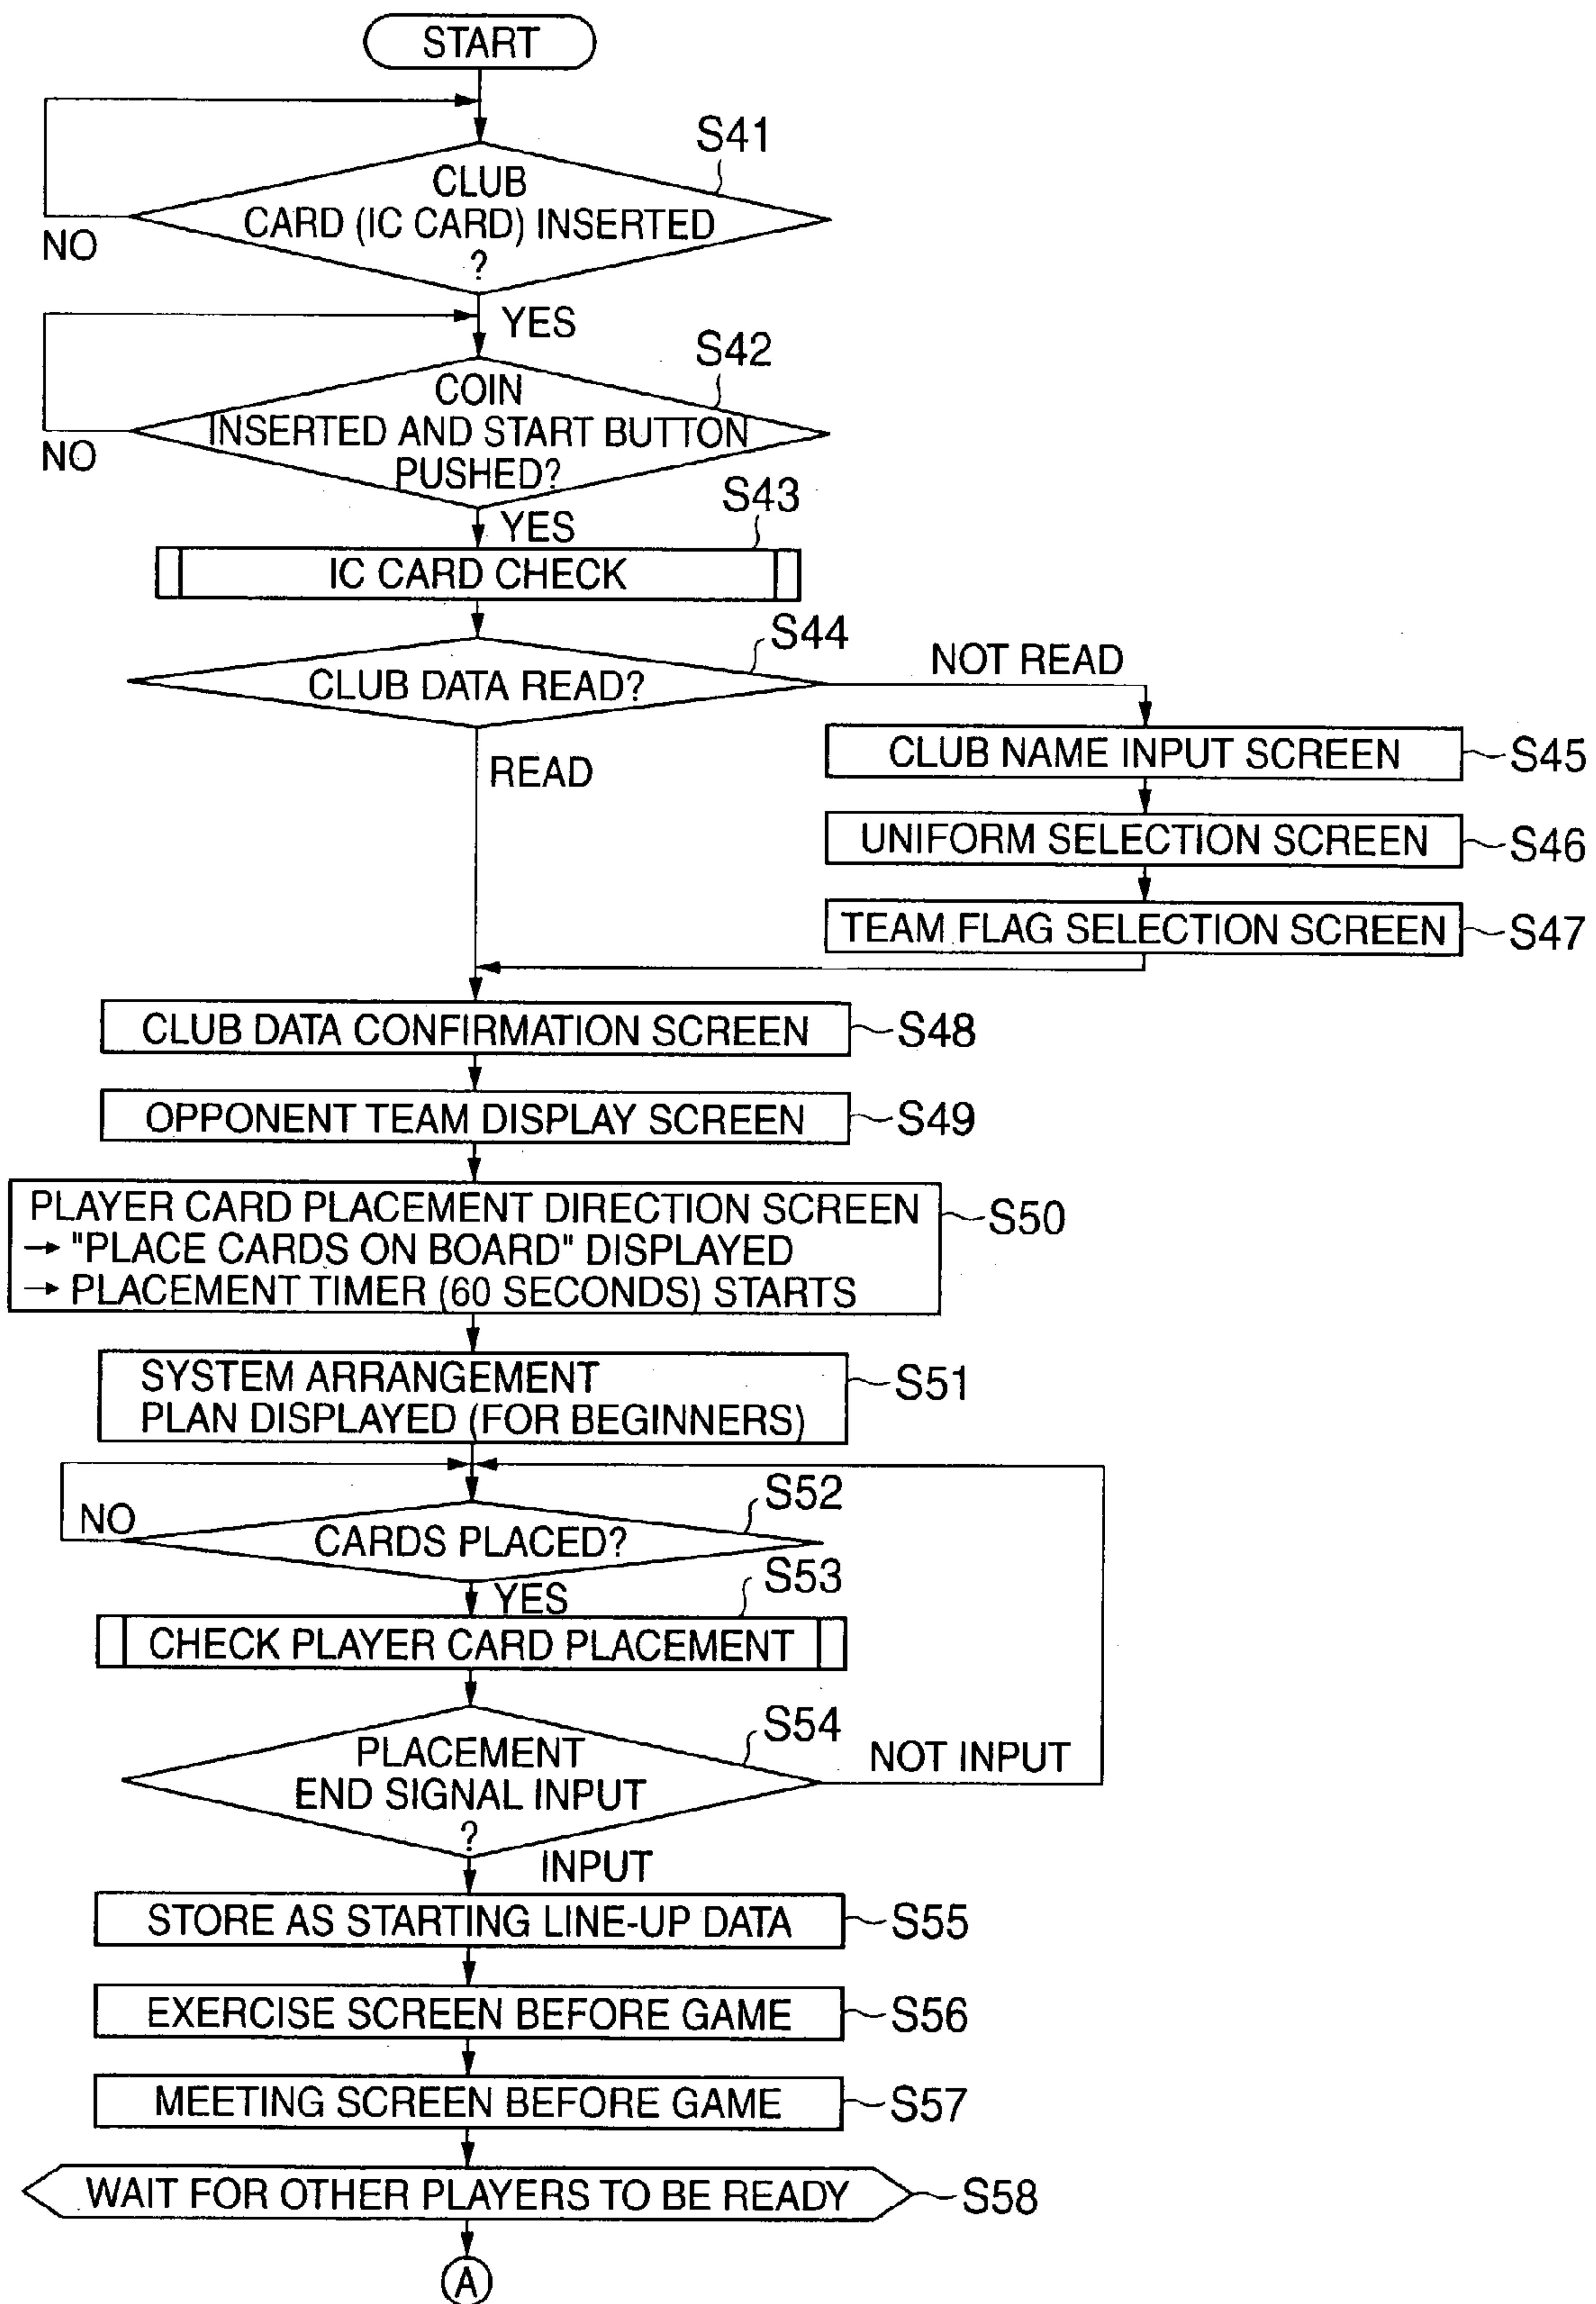 START
S41
CLUB
CARD (IC CARD) INSERTED
?
NO
YES
S42
COIN
INSERTED AND START BUTTON
PUSHED?
NO
YES
S43
IC CARD CHECK
S44
CLUB DATA READ?
NOT READ
READ
CLUB NAME INPUT SCREEN
S45
UNIFORM SELECTION SCREEN
S46
TEAM FLAG SELECTION SCREEN
S47
CLUB DATA CONFIRMATION SCREEN
S48
OPPONENT TEAM DISPLAY SCREEN
S49
PLAYER CARD PLACEMENT DIRECTION SCREEN
→ "PLACE CARDS ON BOARD" DISPLAYED
→ PLACEMENT TIMER (60 SECONDS) STARTS
S50
SYSTEM ARRANGEMENT
PLAN DISPLAYED (FOR BEGINNERS)
S51
S52
NO
CARDS PLACED?
YES
S53
CHECK PLAYER CARD PLACEMENT
S54
PLACEMENT
END SIGNAL INPUT
?
NOT INPUT
INPUT
STORE AS STARTING LINE-UP DATA
S55
EXERCISE SCREEN BEFORE GAME
S56
MEETING SCREEN BEFORE GAME
S57
WAIT FOR OTHER PLAYERS TO BE READY
S58
A